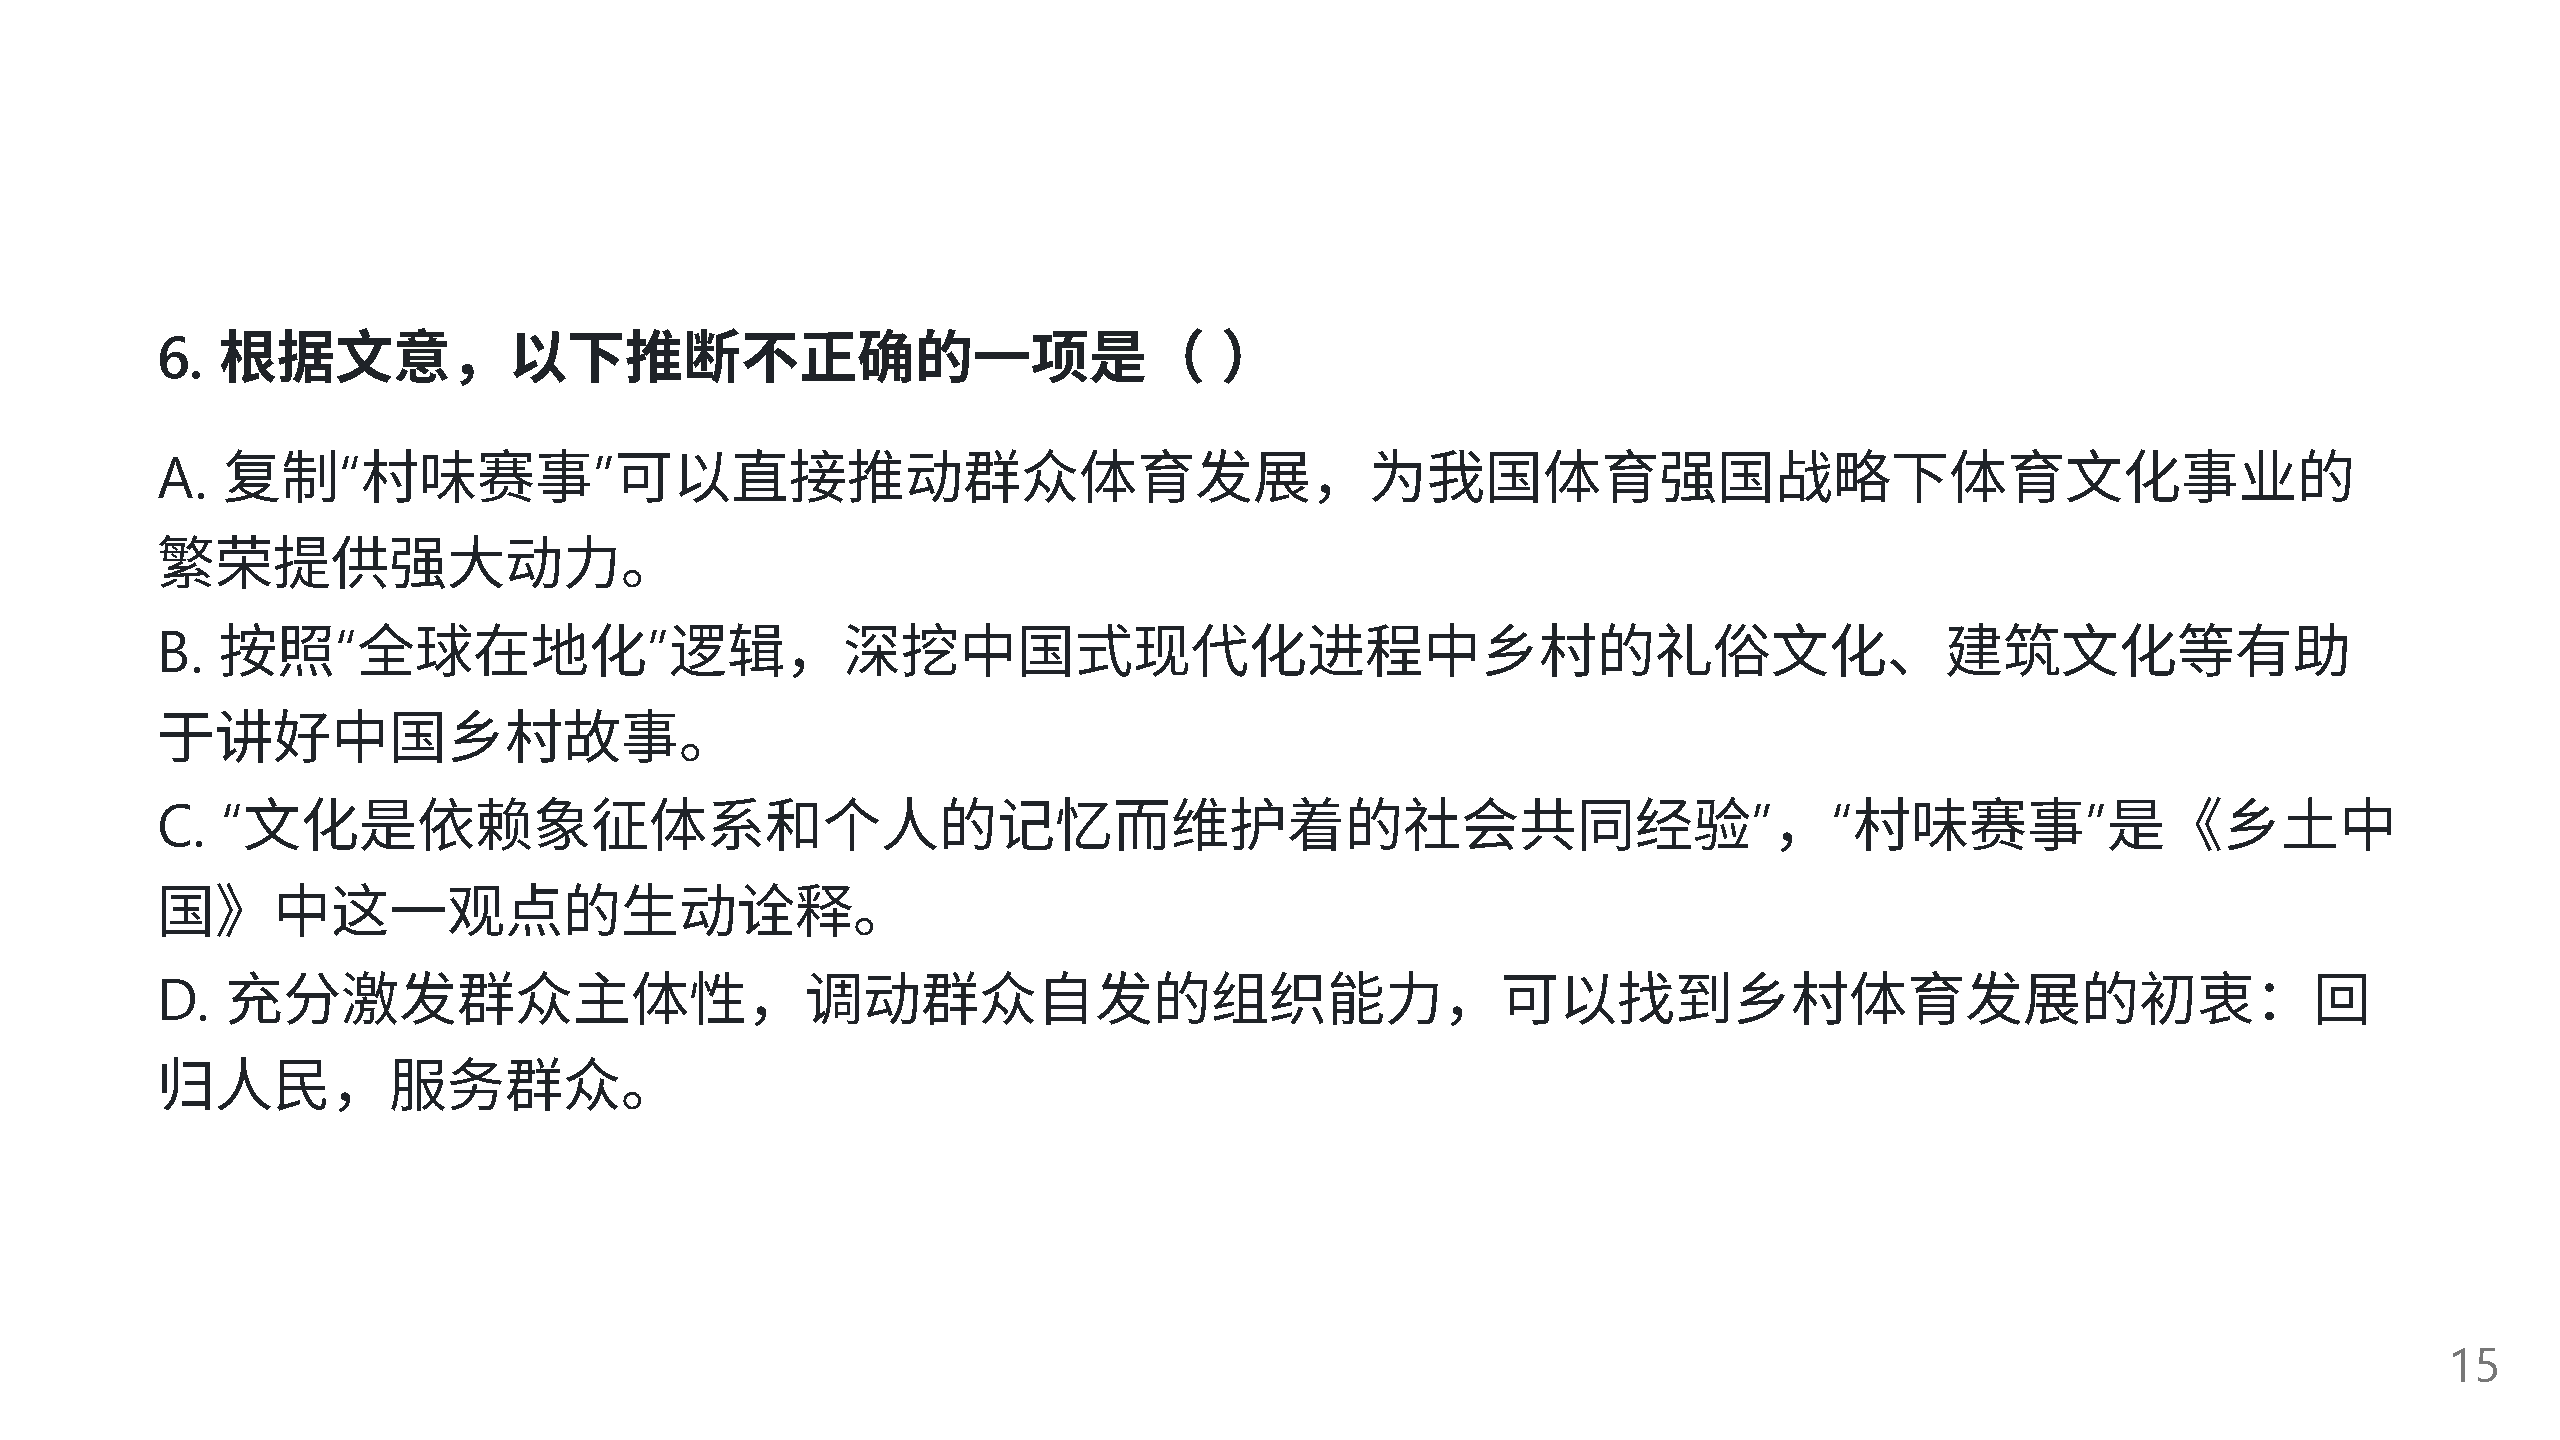 6. 根据文意，以下推断不正确的一项是（ ）
A. 复制“村味赛事”可以直接推动群众体育发展，为我国体育强国战略下体育文化事业的
繁荣提供强大动力。
B. 按照“全球在地化”逻辑，深挖中国式现代化进程中乡村的礼俗文化、建筑文化等有助
于讲好中国乡村故事。
C. “文化是依赖象征体系和个人的记忆而维护着的社会共同经验”，“村味赛事”是《乡土中
国》中这一观点的生动诠释。
D. 充分激发群众主体性，调动群众自发的组织能力，可以找到乡村体育发展的初衷：回
归人民，服务群众。
15